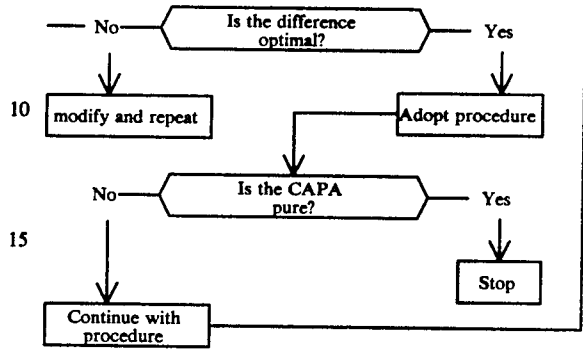 Is the difference
No
optimal?
Yes
10
modify and repeat
Adopt procedure
Is the CAPA
No
pure?
Yes
15
Stop
Continue with
procedure